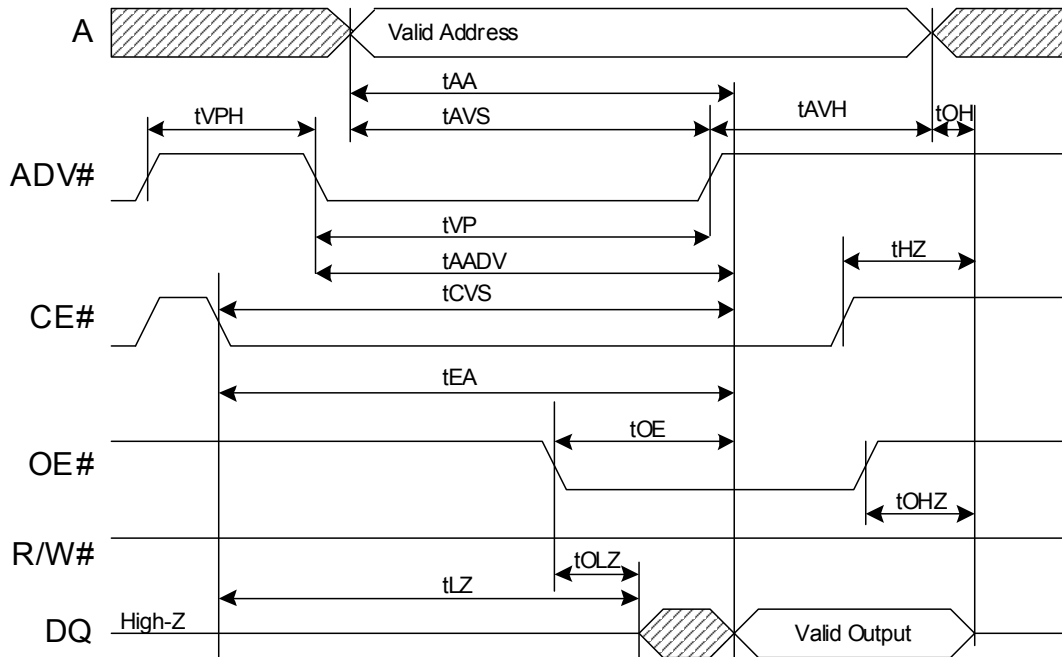 A
Valid Address
tAA
tVPH
tAVS
tAVH
tOH
ADV#
tVP
tAADV
tHZ
tCVS
CE#
tEA
tOE
OE#
tOHZ
R/W#
tOLZ
tLZ
High-Z
DQ
Valid Output